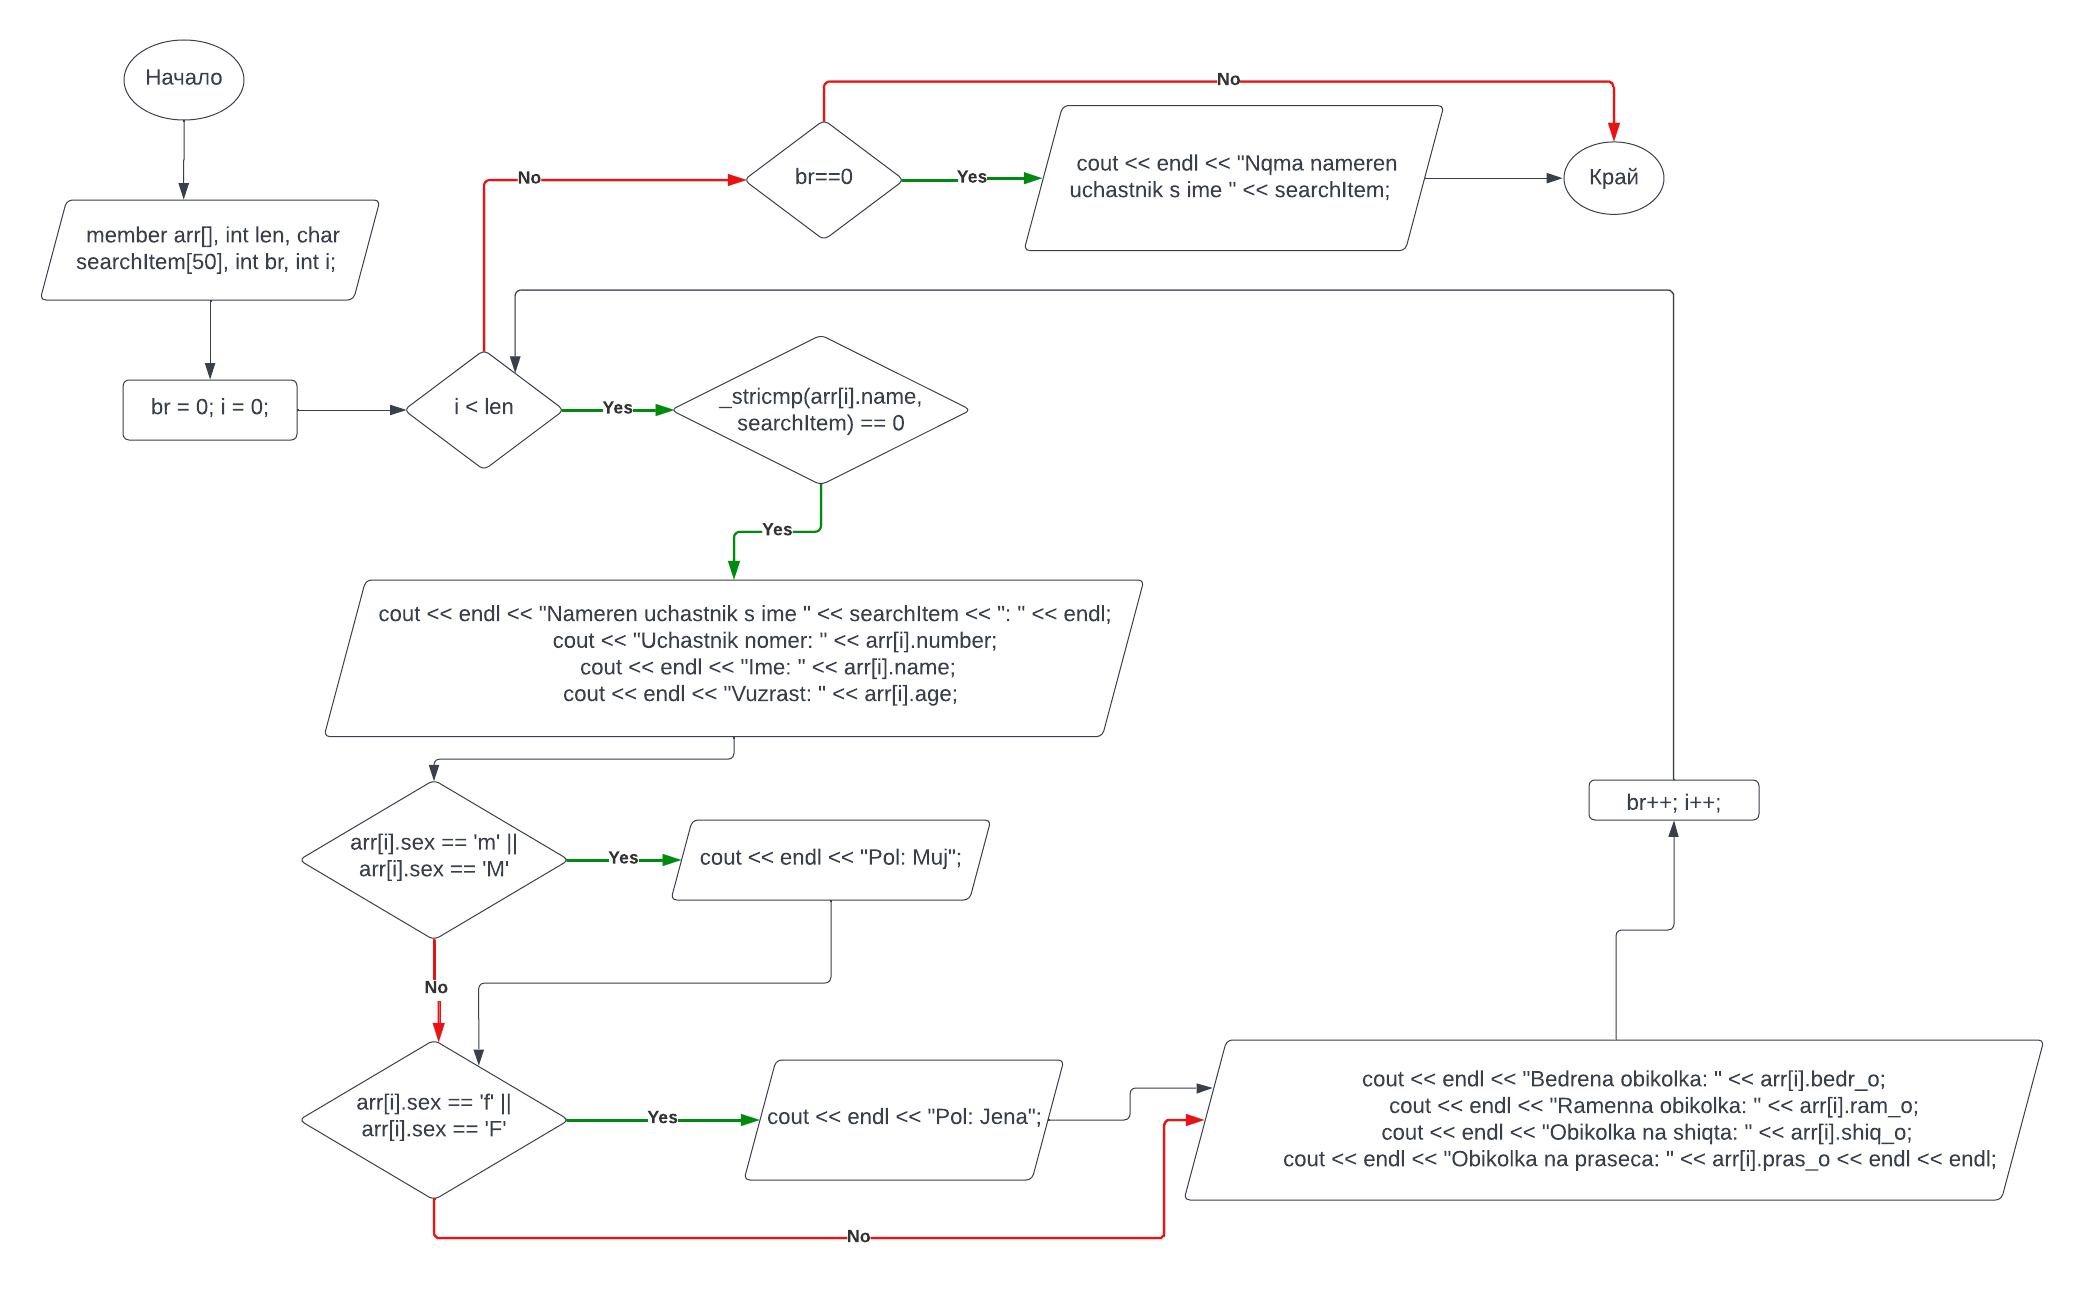 Начало
member arr[], int len, char
searchItem[50], int br, int i;
br = 0; i = 0;
i < len
No
br==0
No
Yes
cout << endl << "Nqma nameren
uchastnik s ime " << searchItem;
Край
Yes
_stricmp(arr[i].name,
searchItem) == 0
Yes
cout << endl << "Nameren uchastnik s ime " << searchItem << ": " << endl;
cout << "Uchastnik nomer: " << arr[i].number;
cout << endl << "Ime: " << arr[i].name;
cout << endl << "Vuzrast: " << arr[i].age;
arr[i].sex == 'm' ||
arr[i].sex == 'M'
Yes
cout << endl << "Pol: Muj";
No
arr[i].sex == 'f' ||
arr[i].sex == 'F'
Yes
cout << endl << "Pol: Jena";
No
cout << endl << "Bedrena obikolka: " << arr[i].bedr_o;
cout << endl << "Ramenna obikolka: " << arr[i].ram_o;
cout << endl << "Obikolka na shiqta: " << arr[i].shiq_o;
cout << endl << "Obikolka na praseca: " << arr[i].pras_o << endl << endl;
br++; i++;